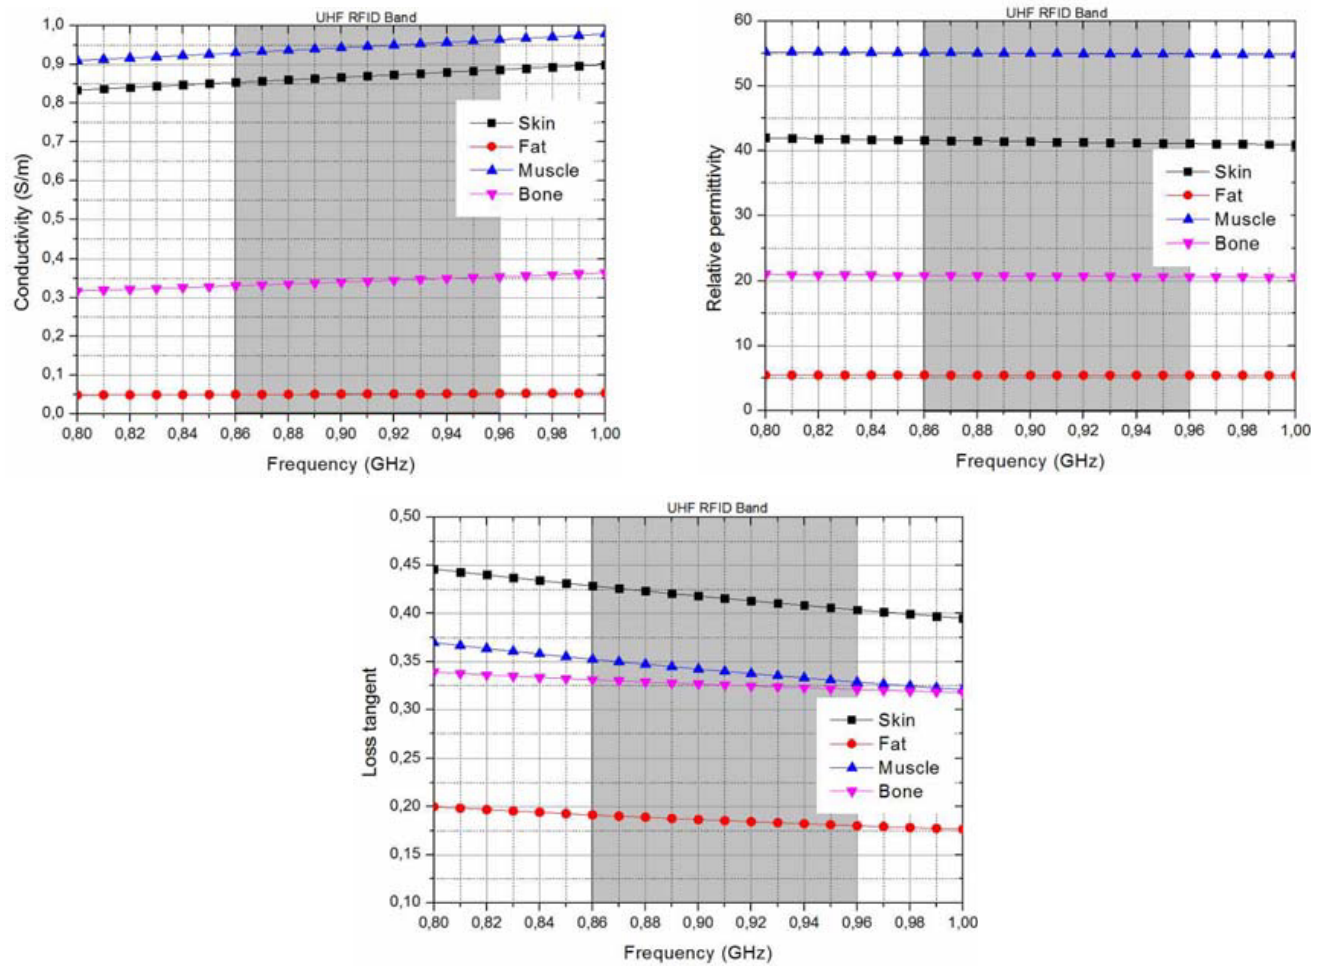 UHF RFID Band
1,0
0,9
0,8
0,7
0,6
0,5
0,4
0,3
0,2
0,1
0,0
Conductivity (S/m)
Skin
Fat
Muscle
Bone
0,80 0,82 0,84 0,86 0,88 0,90 0,92 0,94 0,96 0,98 1,00
Frequency (GHz)
UHF RFID Band
60
50
40
30
20
10
0
Relative permittivity
Skin
Fat
Muscle
Bone
0,80 0,82 0,84 0,86 0,88 0,90 0,92 0,94 0,96 0,98 1,00
Frequency (GHz)
UHF RFID Band
0,50
0,45
0,40
0,35
0,30
0,25
0,20
0,15
0,10
Loss tangent
Skin
Fat
Muscle
Bone
0,80 0,82 0,84 0,86 0,88 0,90 0,92 0,94 0,96 0,98 1,00
Frequency (GHz)